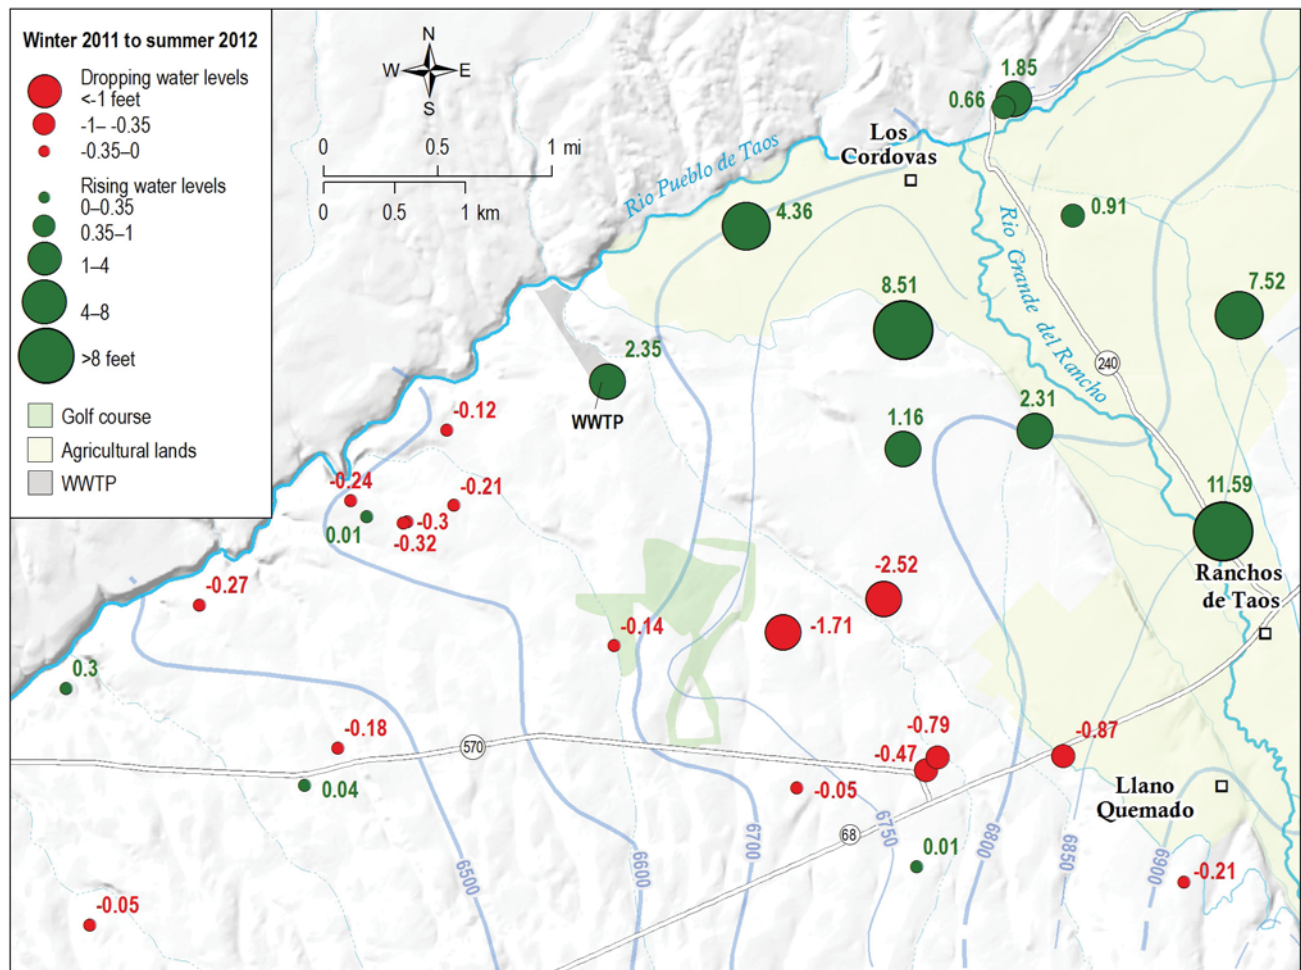 Winter 2011 to summer 2012
Dropping water levels
<-1 feet
-1– -0.35
-0.35–0
Rising water levels
0–0.35
0.35–1
1–4
4–8
>8 feet
Golf course
Agricultural lands
WWTP
N
W E
S
0 0.5 1 mi
0 0.5 1 km
Rio Pueblo de Taos
Los
Cordovas
1.85
0.66
4.36
0.91
Rio Grande del Rancho
8.51
7.52
240
2.35
WWTP
2.31
1.16
-0.12
-0.24
-0.21
0.01
-0.3
-0.32
11.59
Ranchos
de Taos
-2.52
-1.71
-0.27
-0.14
0.3
-0.18
570
0.04
-0.79
-0.47
-0.87
-0.05
Llano
Quemado
68
0.01
-0.21
-0.05
6500
6600
6700
6750
6800
6850
6900